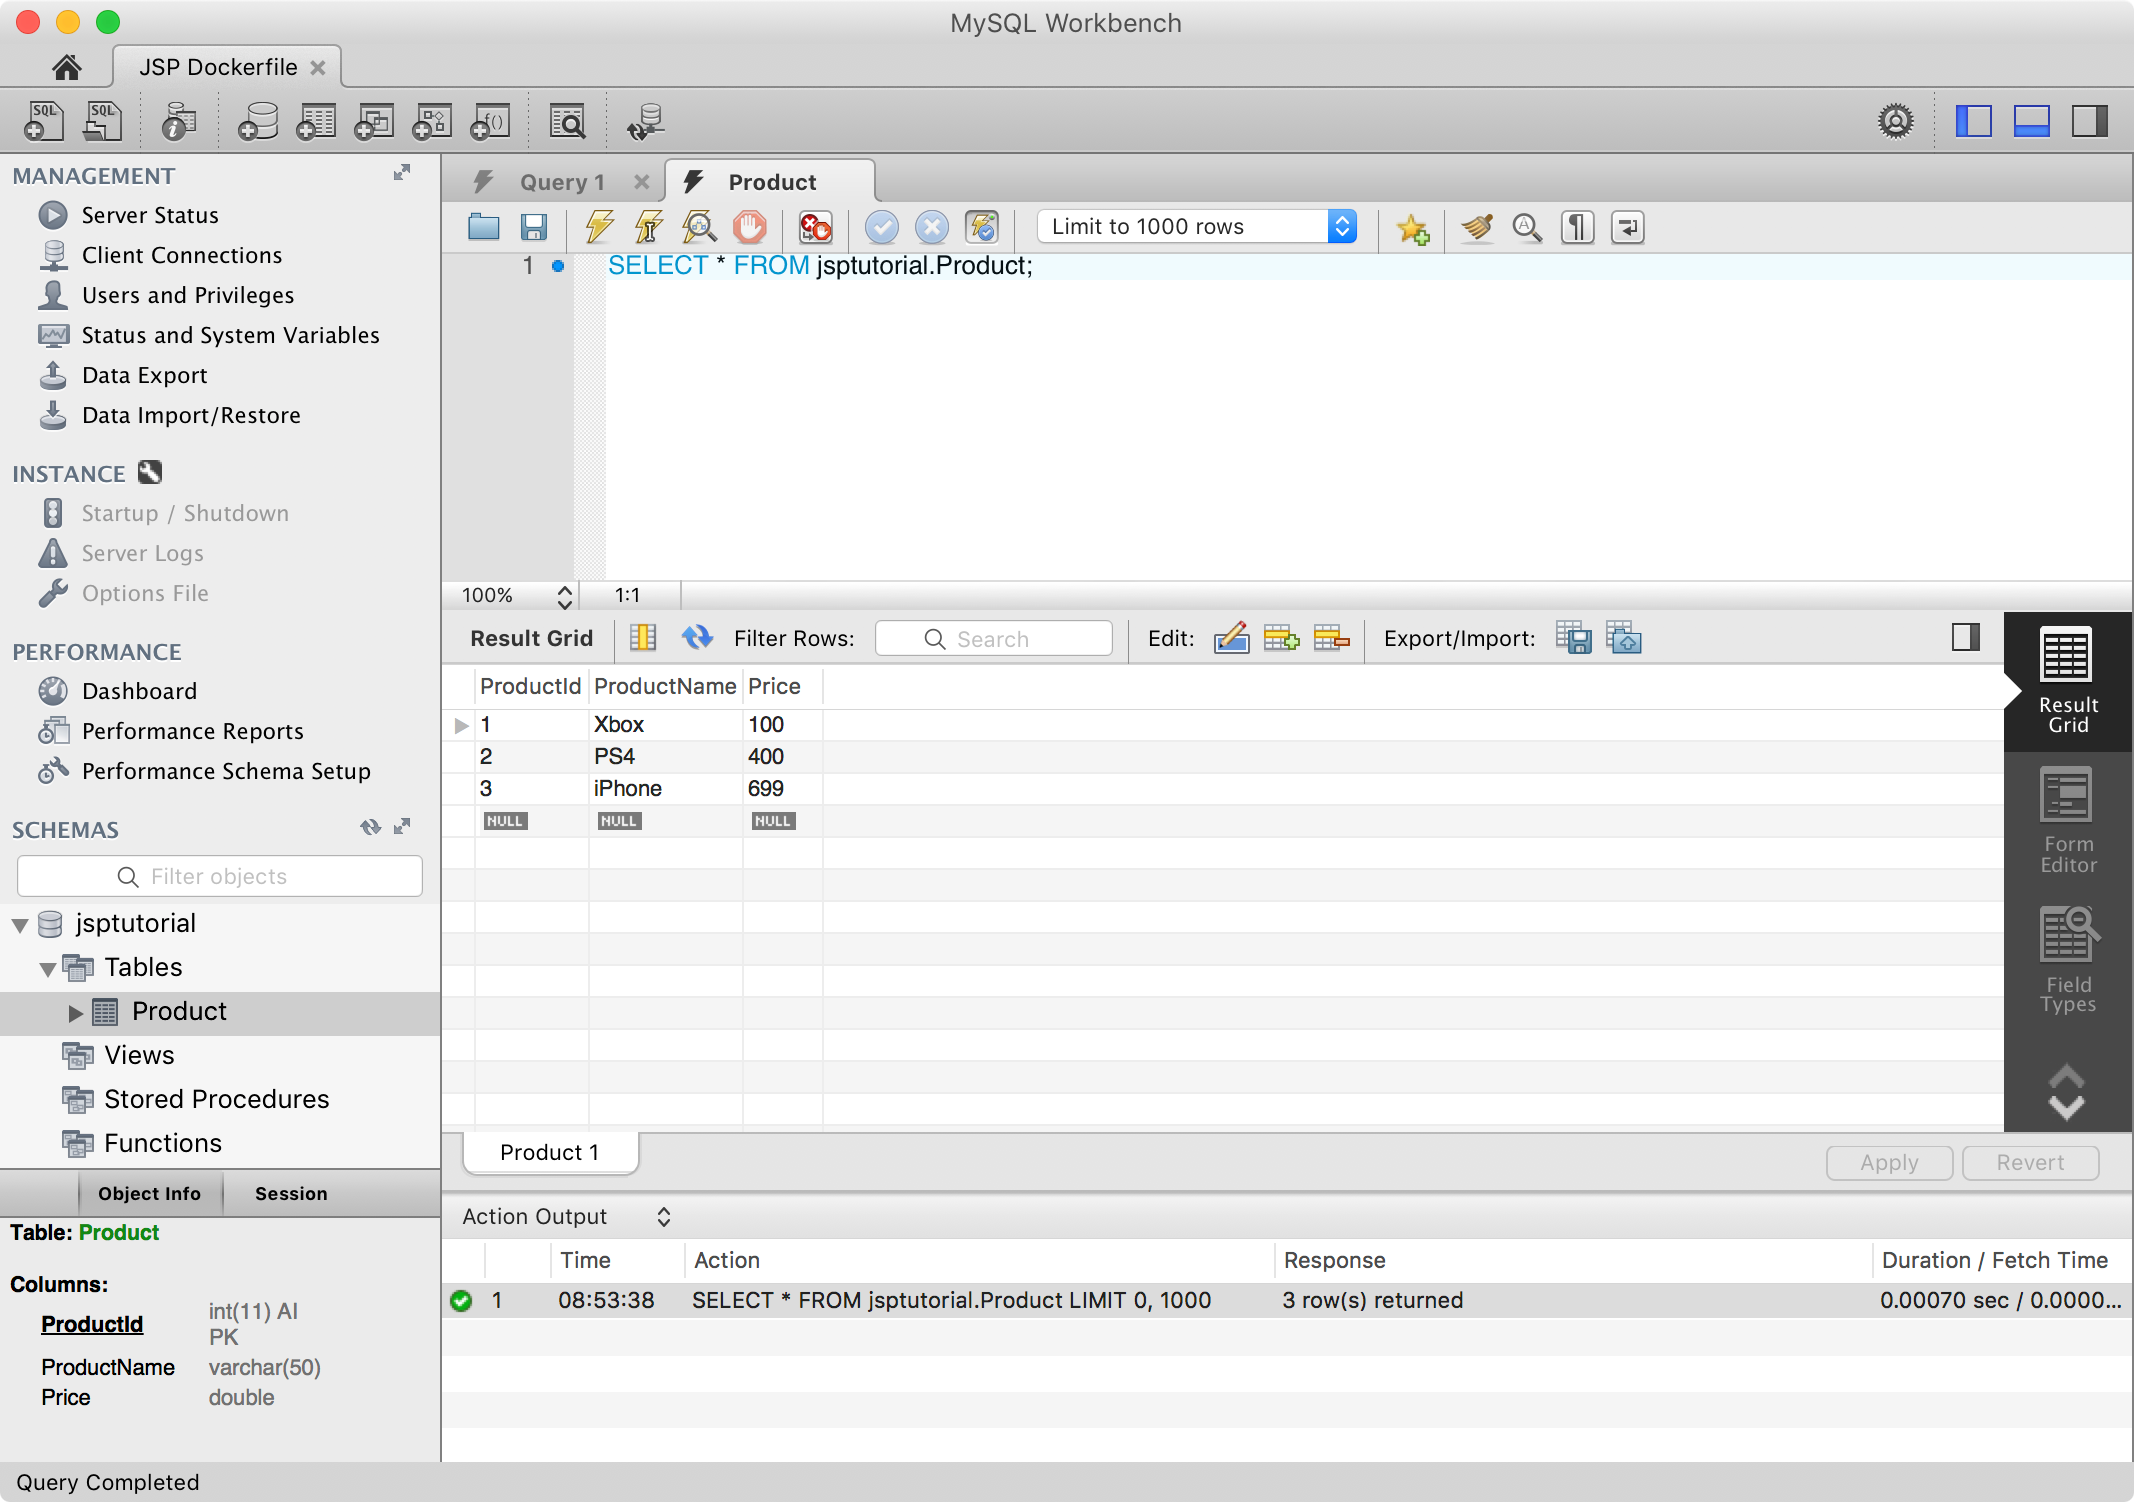 MySQL Workbench
JSP Dockerfile
SQL SQL f()
MANAGEMENT
Server Status
Client Connections
Users and Privileges
Status and System Variables
Data Export
Data Import/Restore
INSTANCE
Startup / Shutdown
Server Logs
Options File
PERFORMANCE
Dashboard
Performance Reports
Performance Schema Setup
SCHEMAS
Filter objects
jsptutorial
Tables
Product
Views
Stored Procedures
Functions
Object Info Session
Table: Product
Columns:
ProductId int(11) AI
PK
ProductName varchar(50)
Price double
Query 1 Product
Limit to 1000 rows
1 SELECT * FROM jsptutorial.Product;
100% 1:1
Result Grid Filter Rows: Search Edit: Export/Import:
ProductId ProductName Price
1 Xbox 100
2 PS4 400
3 iPhone 699
NULL NULL NULL
Result
Grid
Form
Editor
Field
Types
Product 1 Apply Revert
Action Output
Time Action Response Duration / Fetch Time
1 08:53:38 SELECT * FROM jsptutorial.Product LIMIT 0, 1000 3 row(s) returned 0.00070 sec / 0.0000...
Query Completed